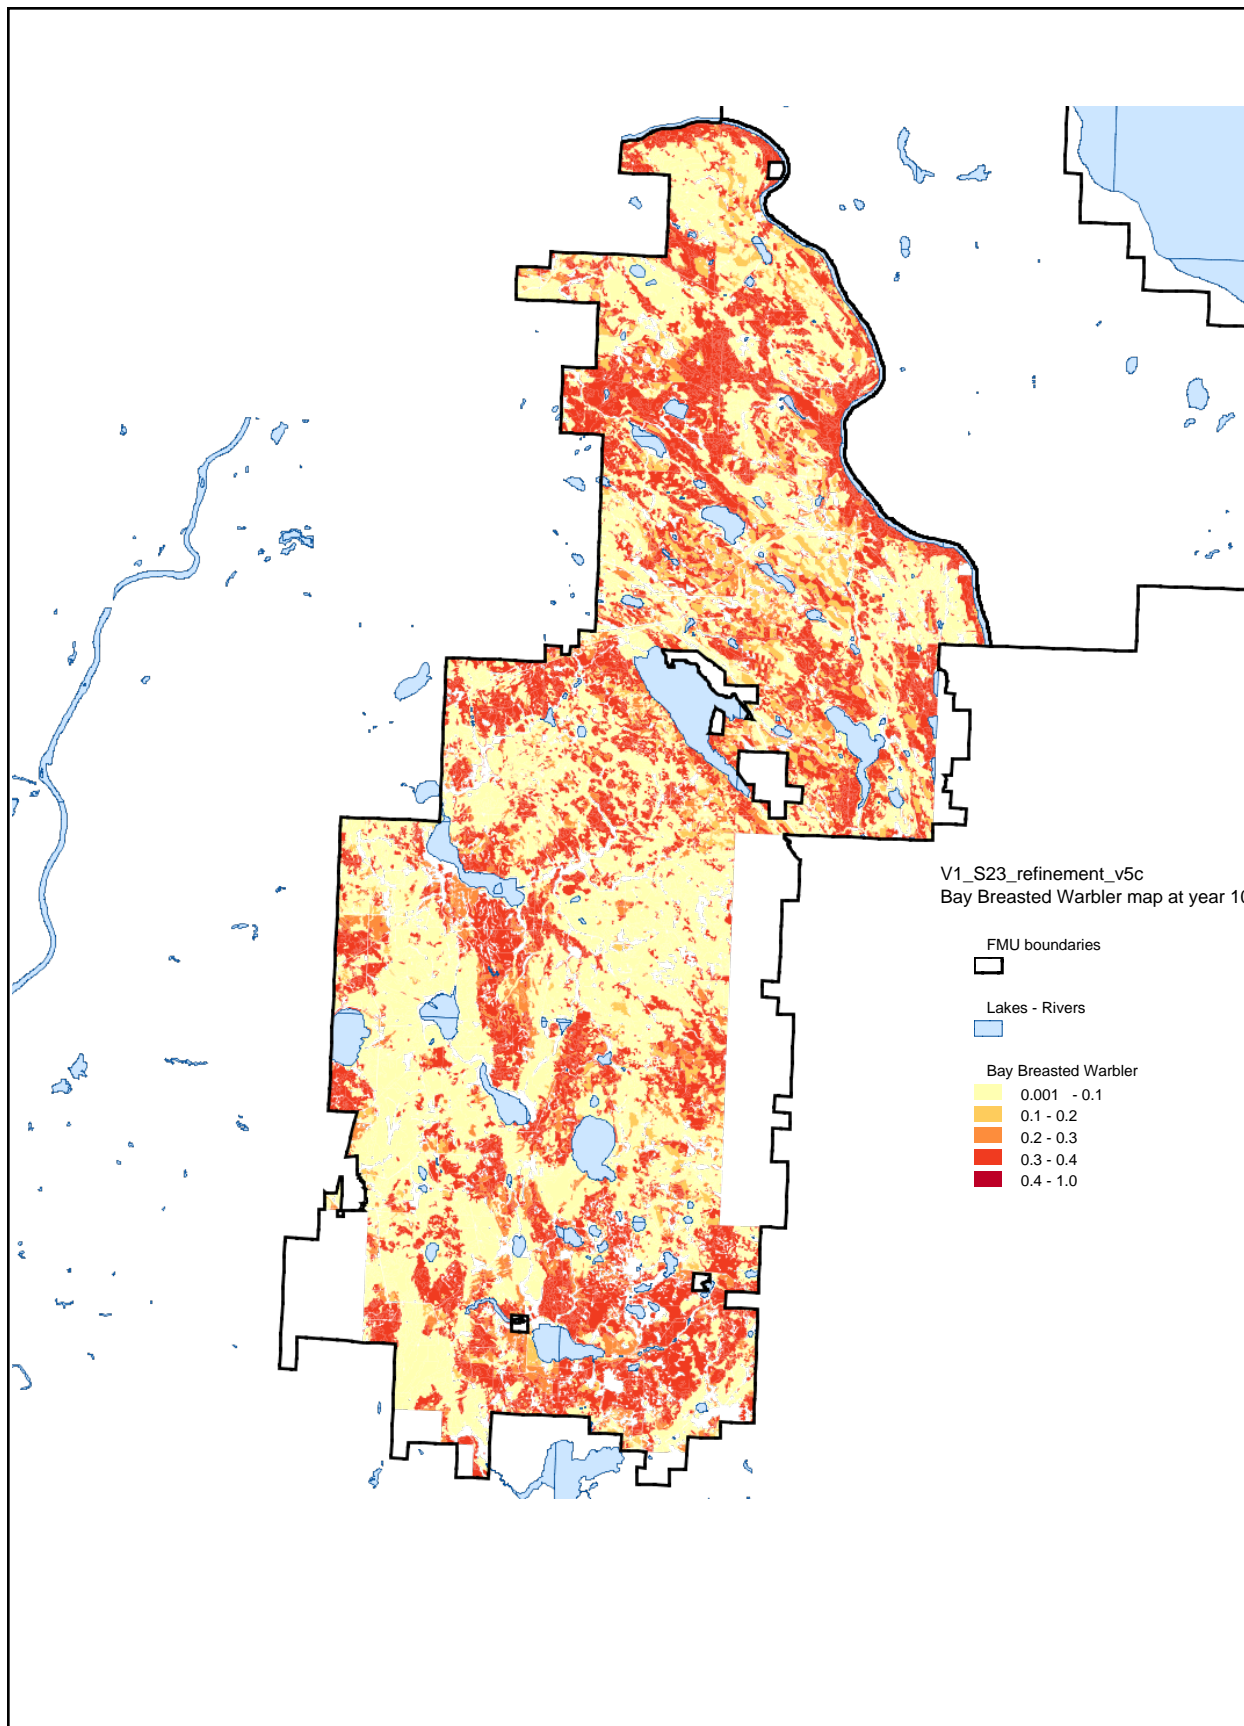 V1_S23_refinement_v5c
Bay Breasted Warbler map at year 10
FMU boundaries
Lakes - Rivers
Bay Breasted Warbler
0.001 - 0.1
0.1 - 0.2
0.2 - 0.3
0.3 - 0.4
0.4 - 1.0